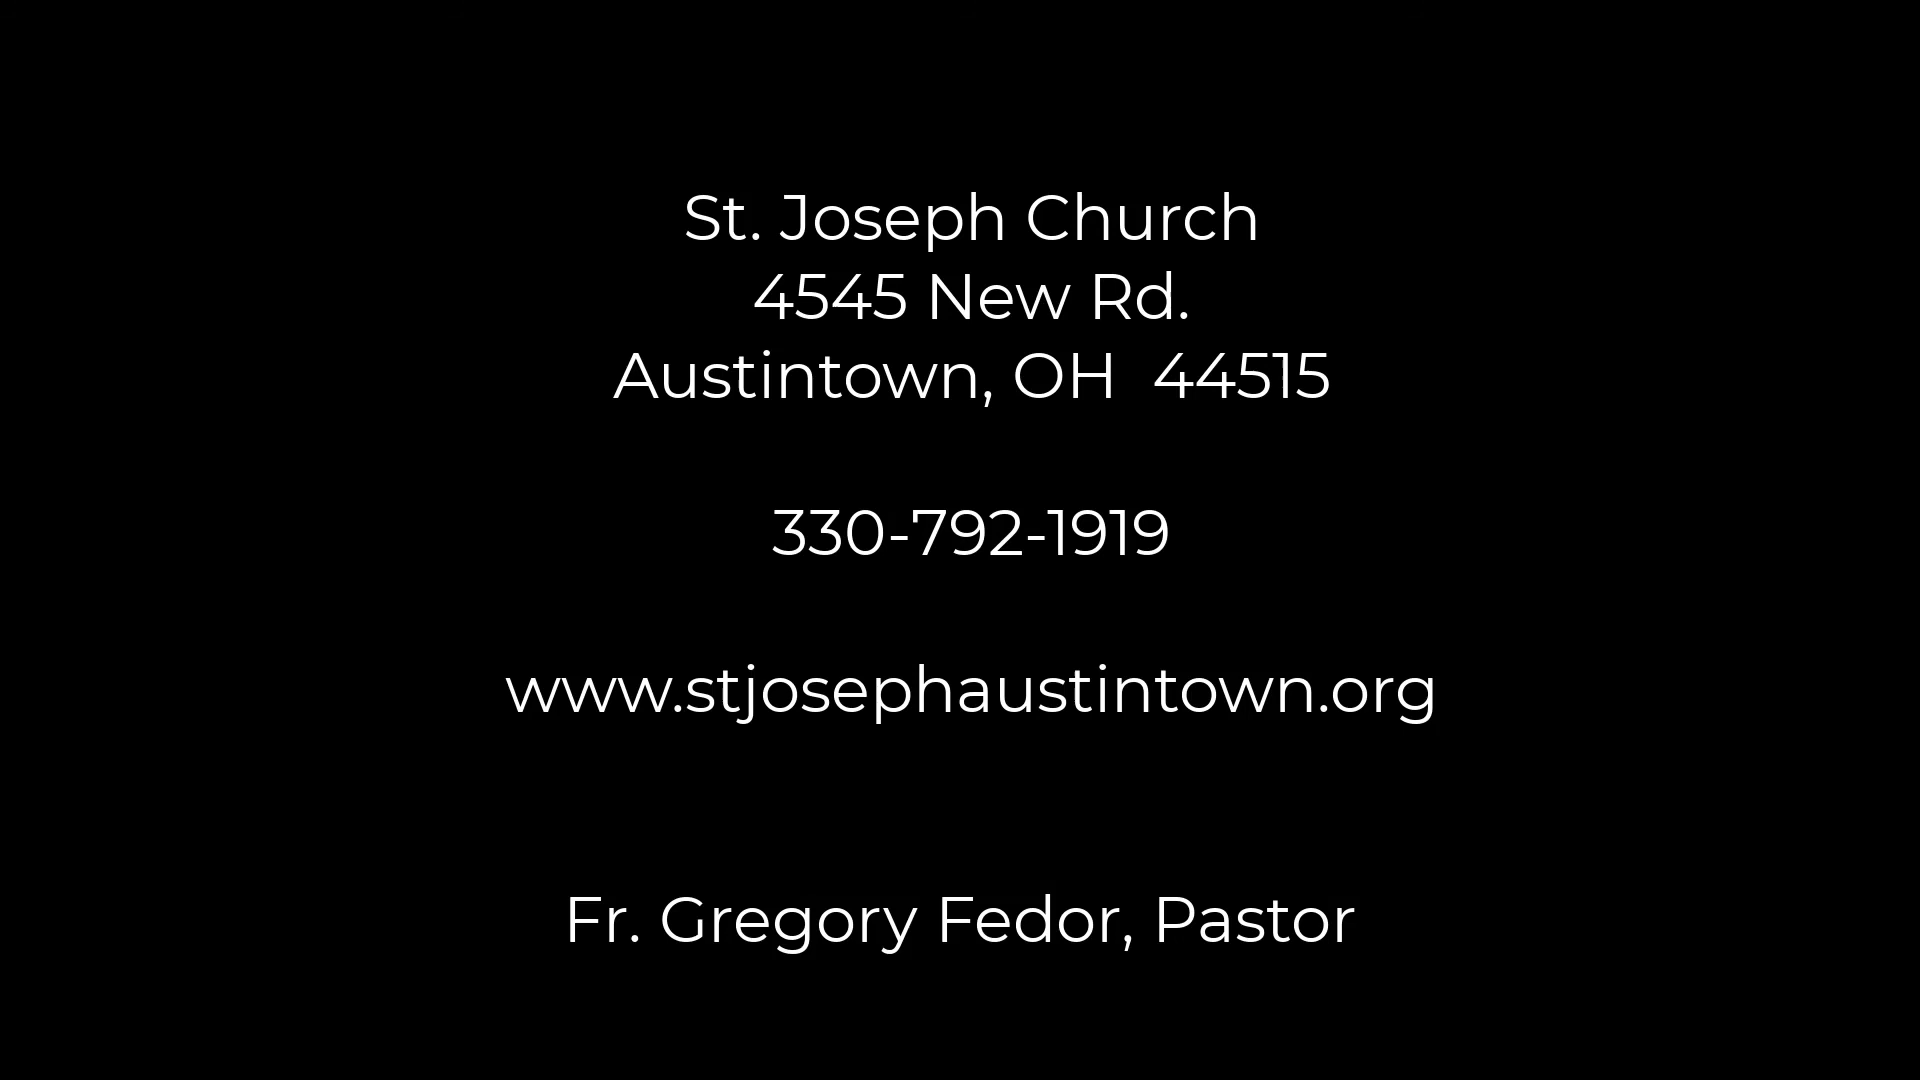 St. Joseph Church
4545 New Rd.
Austintown, OH  44515
330-792-1919
www.stjosephaustintown.org
Fr. Gregory Fedor, Pastor